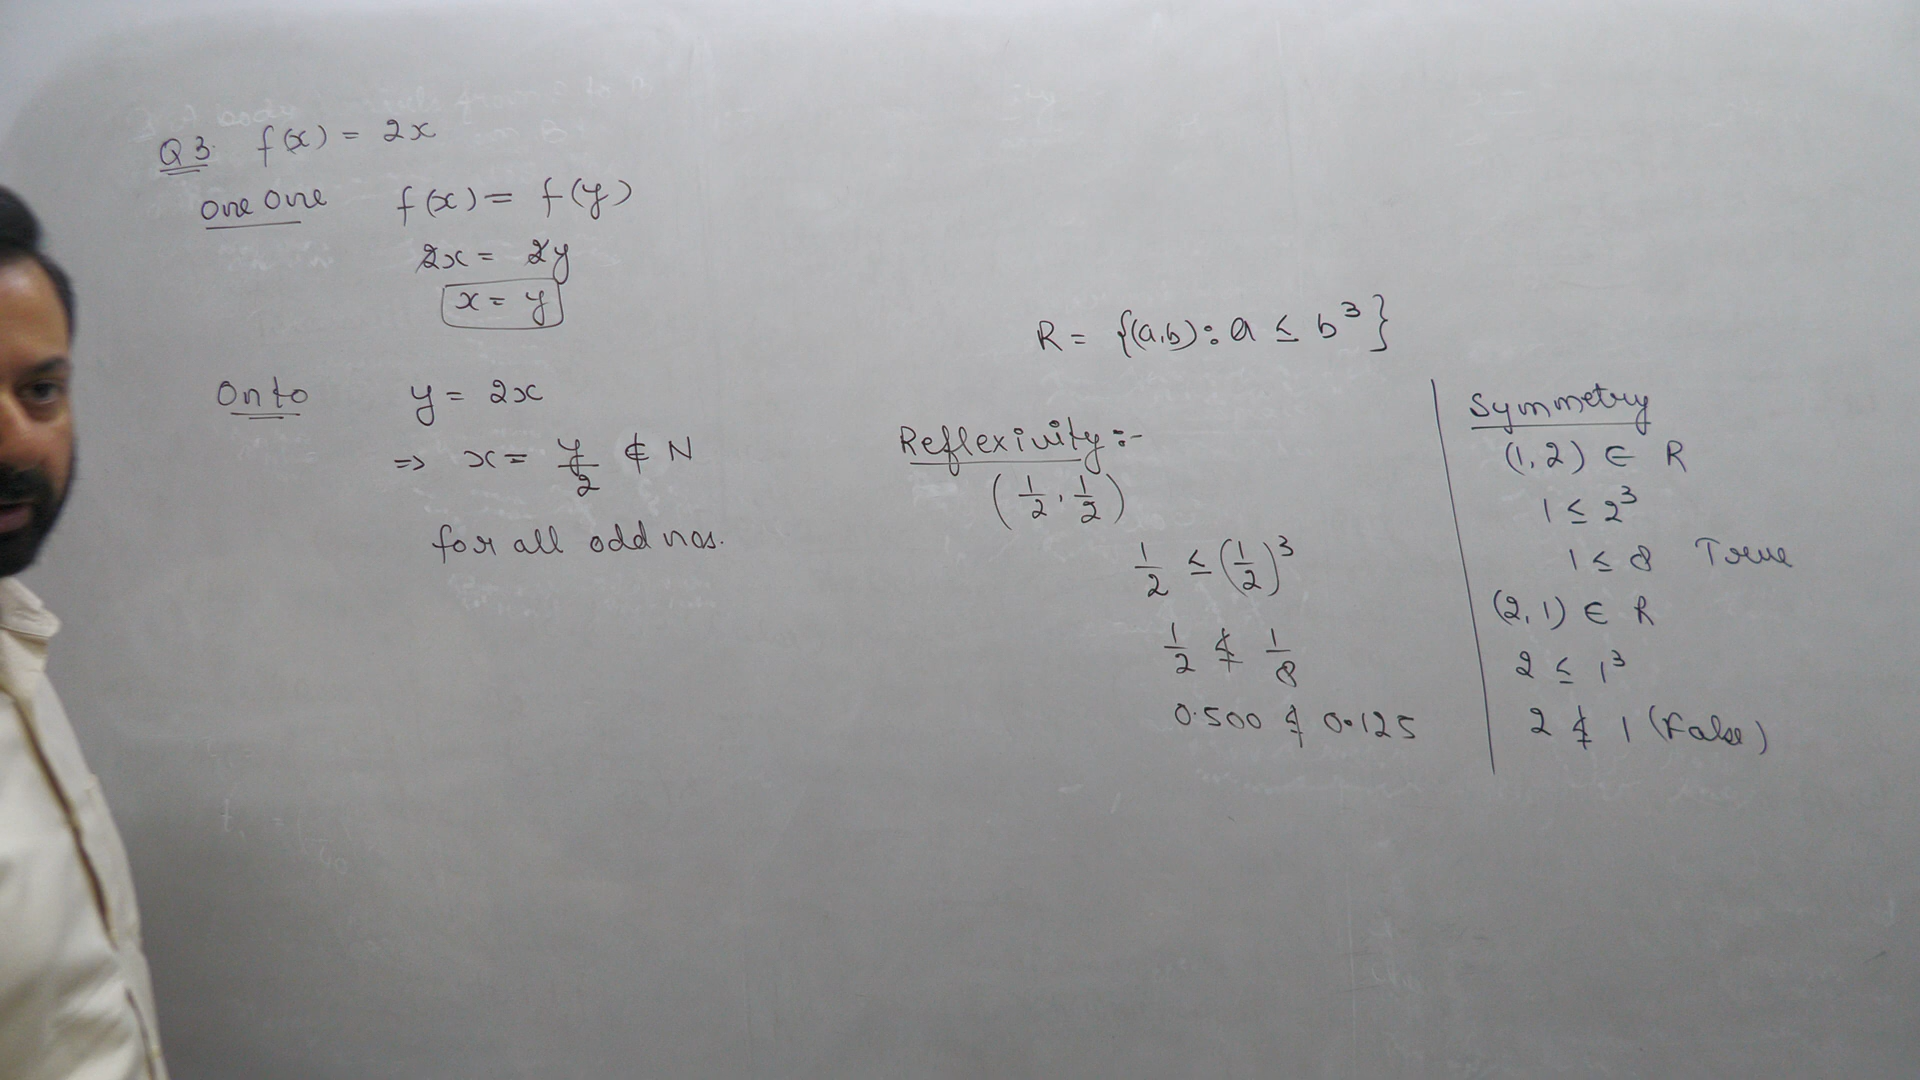 Q3. f(x) = 2x
One One f(x) = f(y)
2x = 2y
x = y
Onto y = 2x
⇒ x = y/2 ∉ N
for all odd nos.
R = {(a,b): a ≤ b³}
Reflexivity :-
(1/2, 1/2)
1/2 ≤ (1/2)³
1/2 ≰ 1/8
0.500 ≰ 0.125
Symmetry
(1,2) ∈ R
1 ≤ 2³
1 ≤ 8 True
(2,1) ∈ R
2 ≤ 1³
2 ≰ 1 (False)